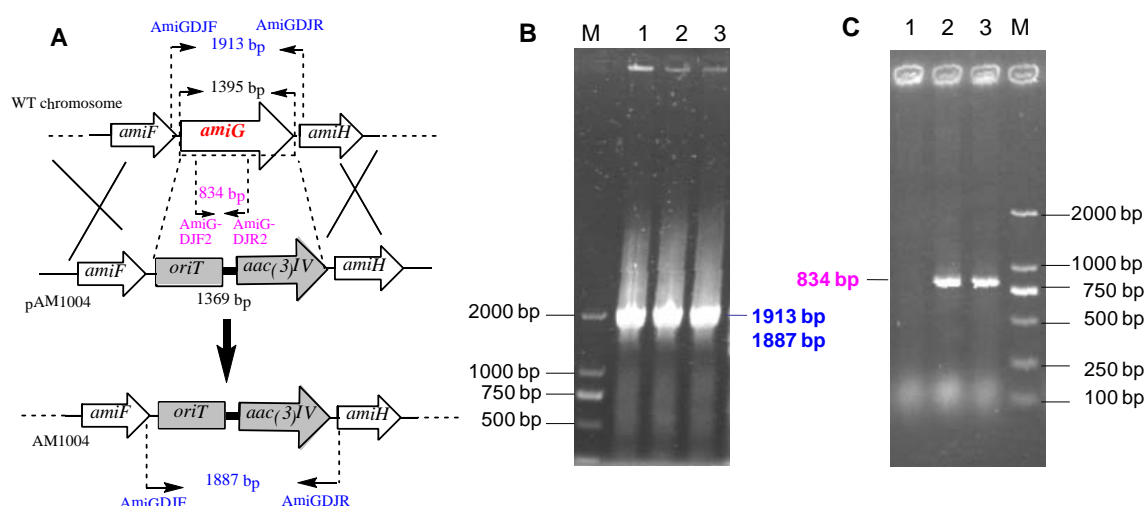 A
AmiGDJF
AmiGDJR
1913 bp
1395 bp
WT chromosome
amiF
amiG
amiH
834 bp
AmiG-
DJF2
AmiG-
DJR2
amiF
oriT
aac(3)IV
amiH
pAM1004
1369 bp
amiF
oriT
aac(3)IV
amiH
AM1004
1887 bp
AmiGDJF
AmiGDJR
B
M
1
2
3
2000 bp
1000 bp
750 bp
500 bp
1913 bp
1887 bp
C
1
2
3
M
834 bp
2000 bp
1000 bp
750 bp
500 bp
250 bp
100 bp